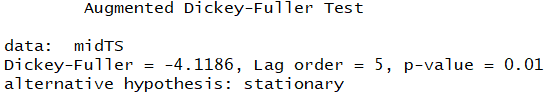 Augmented Dickey-Fuller Test
data:  midTS
Dickey-Fuller = -4.1186, Lag order = 5, p-value = 0.01
alternative hypothesis: stationary